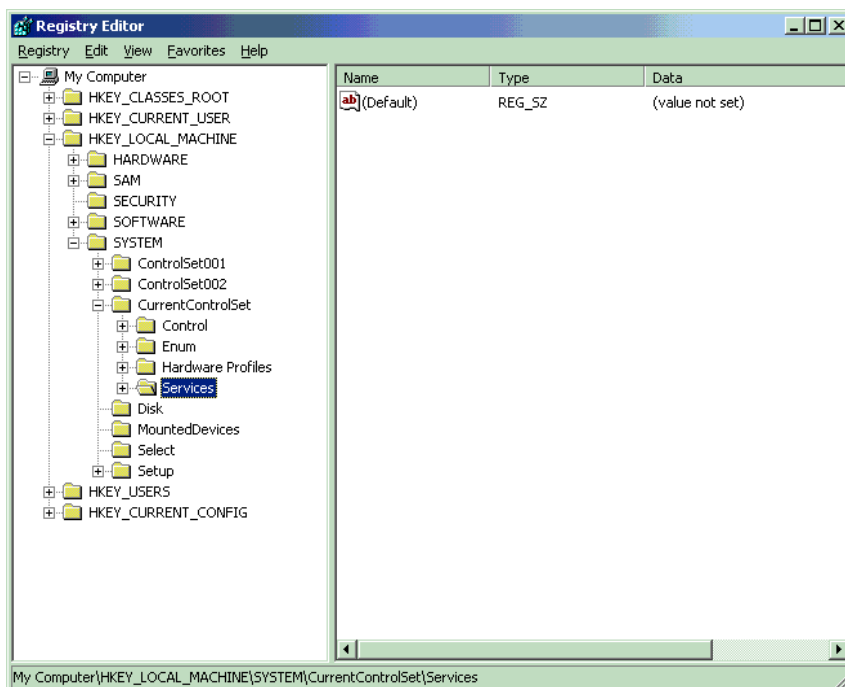 Registry Editor
Registry Edit View Favorites Help
My Computer
HKEY_CLASSES_ROOT
HKEY_CURRENT_USER
HKEY_LOCAL_MACHINE
HARDWARE
SAM
SECURITY
SOFTWARE
SYSTEM
ControlSet001
ControlSet002
CurrentControlSet
Control
Enum
Hardware Profiles
Services
Disk
MountedDevices
Select
Setup
HKEY_USERS
HKEY_CURRENT_CONFIG
Name Type Data
ab (Default) REG_SZ (value not set)
My Computer\HKEY_LOCAL_MACHINE\SYSTEM\CurrentControlSet\Services